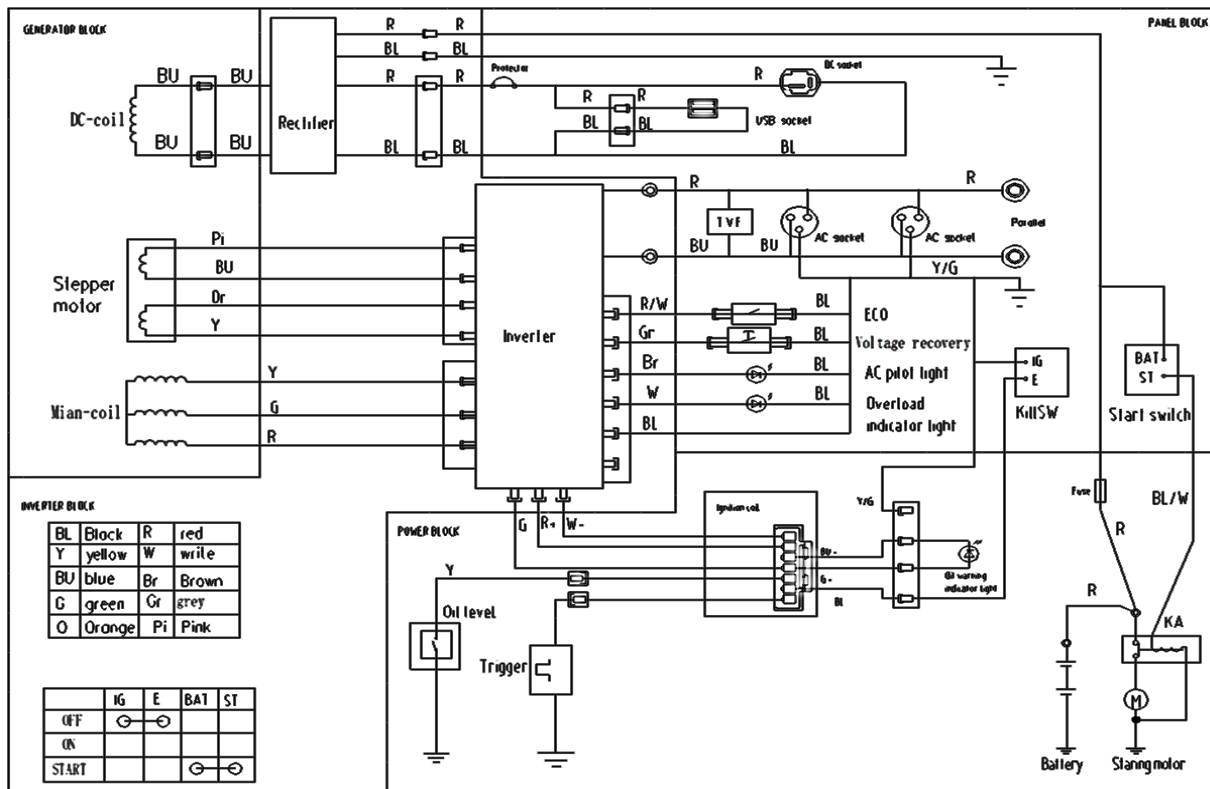 GENERATOR BLOCK
PANEL BLOCK
R R
BL BL
BU BU R R Protector R DC socket
DC-coil
Rectifier
R R
USB socket
BL BL
BU BU BL BL BL
R R
TVF
AC socket
AC socket
Parallel
BU BU
Y/G
Pi
BU
Or
Y
Stepper
motor
Inverter
R/W BL ECO
Gr BL Voltage recovery
Br BL AC pilot light
W BL Overload
indicator light
BL
IG
E
KillSW
BAT
ST
Start switch
Y
G
R
Mian-coil
INVERTER BLOCK
BL Black R red
Y yellow W write
BU blue Br Brown
G green Gr grey
O Orange Pi Pink
IG E BAT ST
OFF
ON
START
POWER BLOCK
G R+ W-
Ignition coil
Y/G
BU-
G-
BL
Oil warning
indicator light
Y
Oil level
Trigger
Fuse
R
BL/W
R
KA
M
Battery
Staringmotor